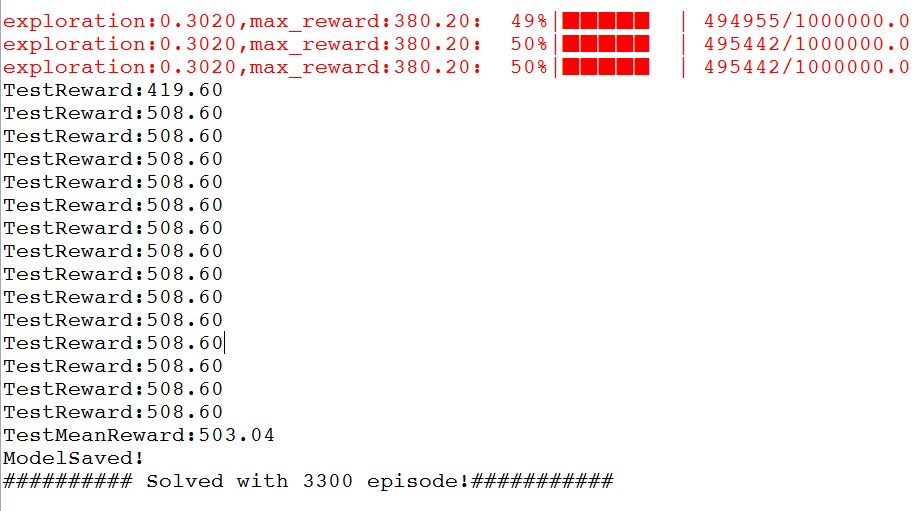 exploration:0.3020,max_reward:380.20:  49%|█████  | 494955/1000000.0
exploration:0.3020,max_reward:380.20:  50%|█████  | 495442/1000000.0
exploration:0.3020,max_reward:380.20:  50%|█████  | 495442/1000000.0
TestReward:419.60
TestReward:508.60
TestReward:508.60
TestReward:508.60
TestReward:508.60
TestReward:508.60
TestReward:508.60
TestReward:508.60
TestReward:508.60
TestReward:508.60
TestReward:508.60
TestReward:508.60
TestReward:508.60
TestReward:508.60
TestReward:508.60
TestMeanReward:503.04
ModelSaved!
########## Solved with 3300 episode!###########